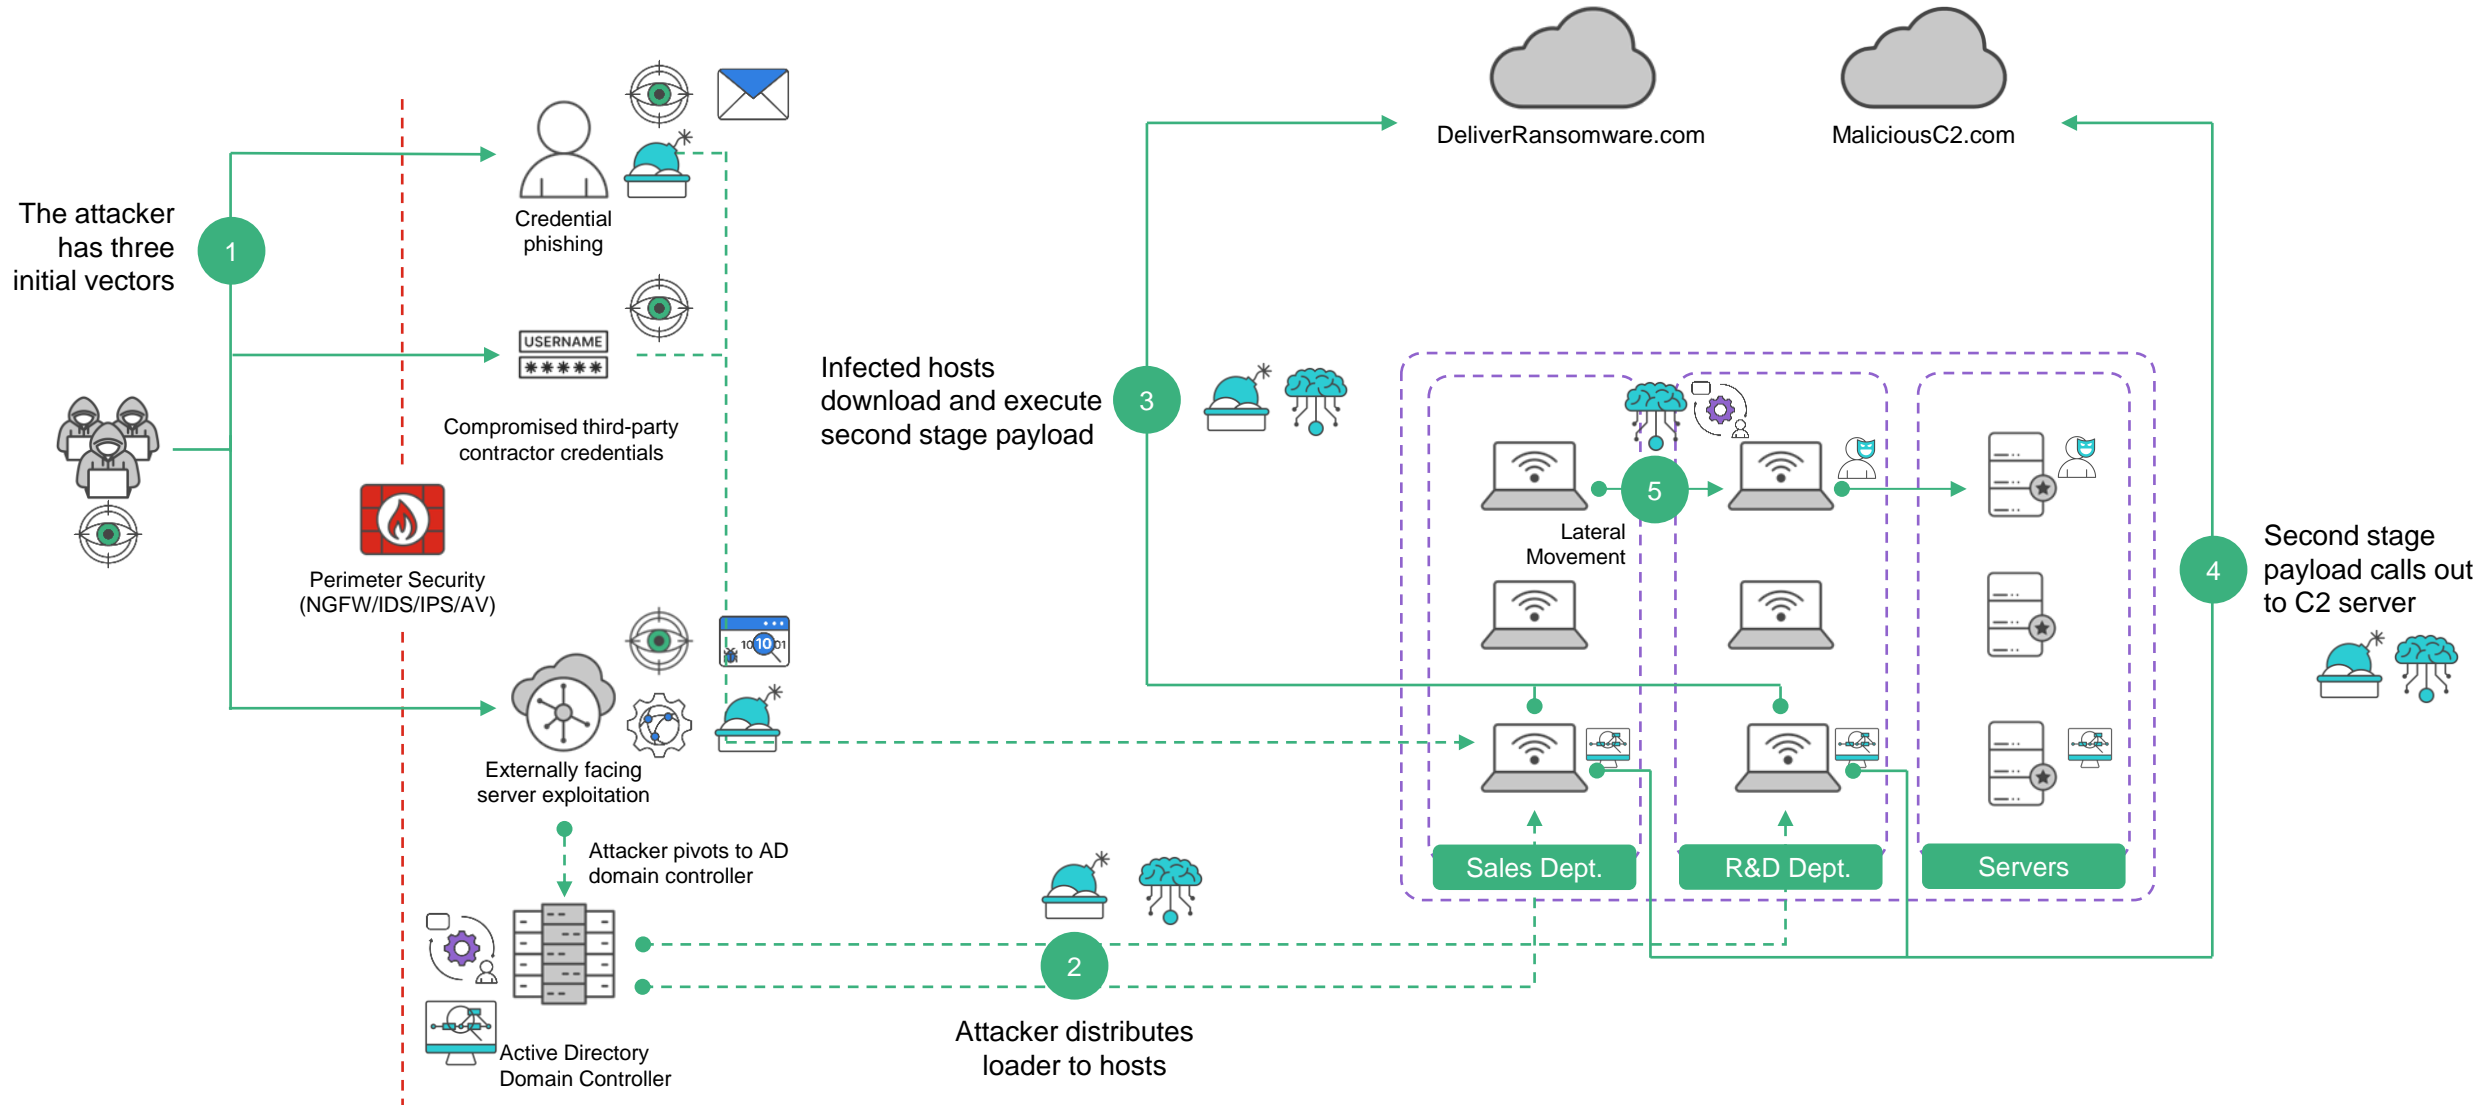 The attacker
has three
initial vectors
1
Credential
phishing
USERNAME
*****
Compromised third-party
contractor credentials
Perimeter Security
(NGFW/IDS/IPS/AV)
10 10 01
Externally facing
server exploitation
Attacker pivots to AD
domain controller
Active Directory
Domain Controller
2
Attacker distributes
loader to hosts
Infected hosts
download and execute
second stage payload
3
DeliverRansomware.com
MaliciousC2.com
5
Lateral
Movement
Sales Dept.
R&D Dept.
Servers
4
Second stage
payload calls out
to C2 server